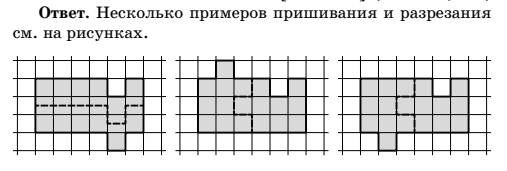 Ответ. Несколько примеров пришивания и разрезания
см. на рисунках.